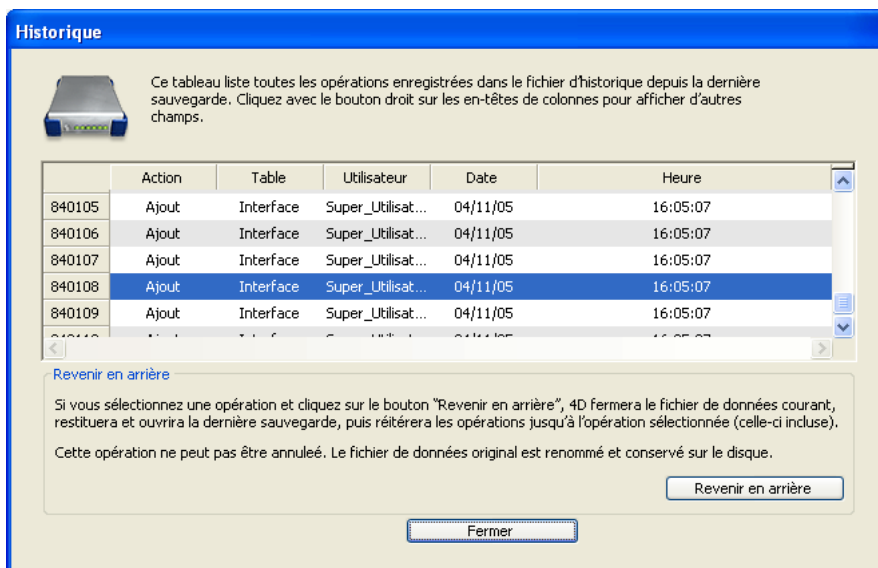 Historique
Ce tableau liste toutes les opérations enregistrées dans le fichier d'historique depuis la dernière
sauvegarde. Cliquez avec le bouton droit sur les en-têtes de colonnes pour afficher d'autres
champs.
Action Table Utilisateur Date Heure
840105 Ajout Interface Super_Utilisat... 04/11/05 16:05:07
840106 Ajout Interface Super_Utilisat... 04/11/05 16:05:07
840107 Ajout Interface Super_Utilisat... 04/11/05 16:05:07
840108 Ajout Interface Super_Utilisat... 04/11/05 16:05:07
840109 Ajout Interface Super_Utilisat... 04/11/05 16:05:07
Revenir en arrière
Si vous sélectionnez une opération et cliquez sur le bouton "Revenir en arrière", 4D fermera le fichier de données courant,
restituera et ouvrira la dernière sauvegarde, puis réitérera les opérations jusqu'à l'opération sélectionnée (celle-ci incluse).
Cette opération ne peut pas être annuleé. Le fichier de données original est renommé et conservé sur le disque.
Revenir en arrière
Fermer